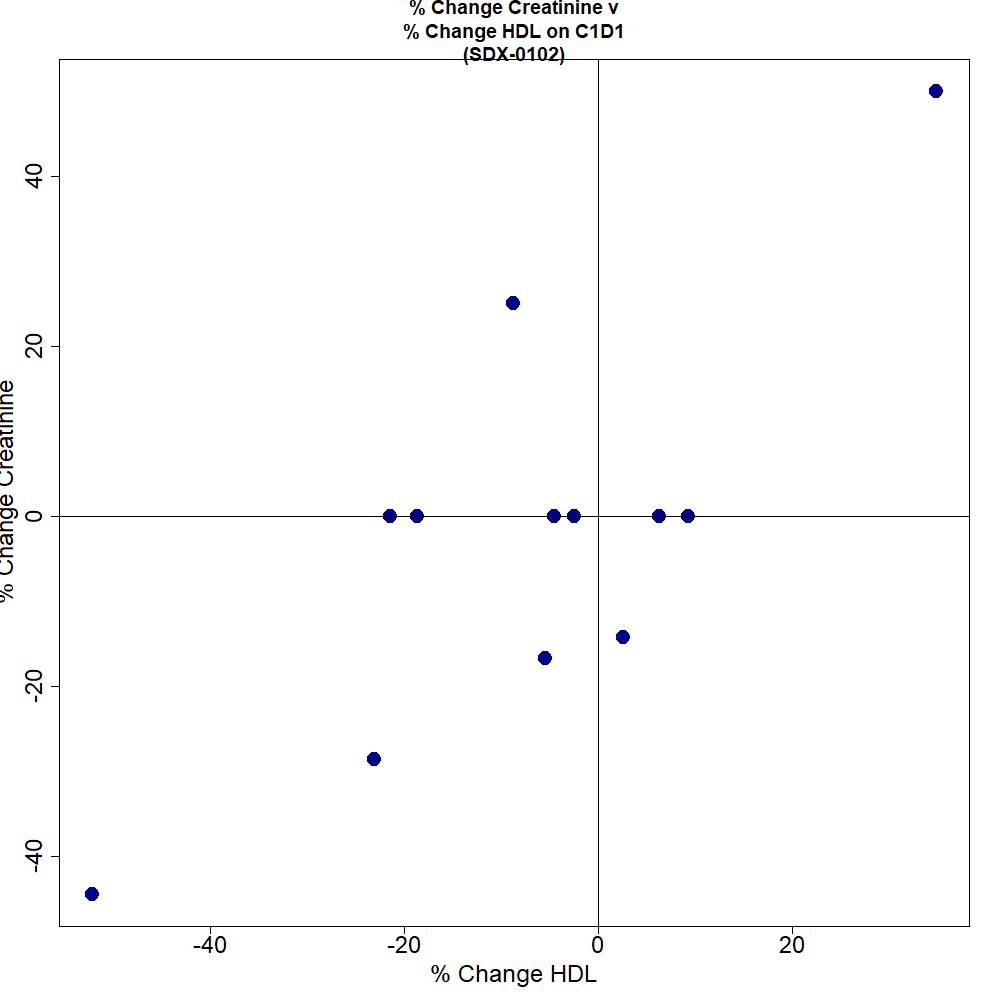 % Change Creatinine v
% Change HDL on C1D1
(SDX-0102)
% Change Creatinine
40
20
0
-20
-40
-40
-20
0
20
% Change HDL